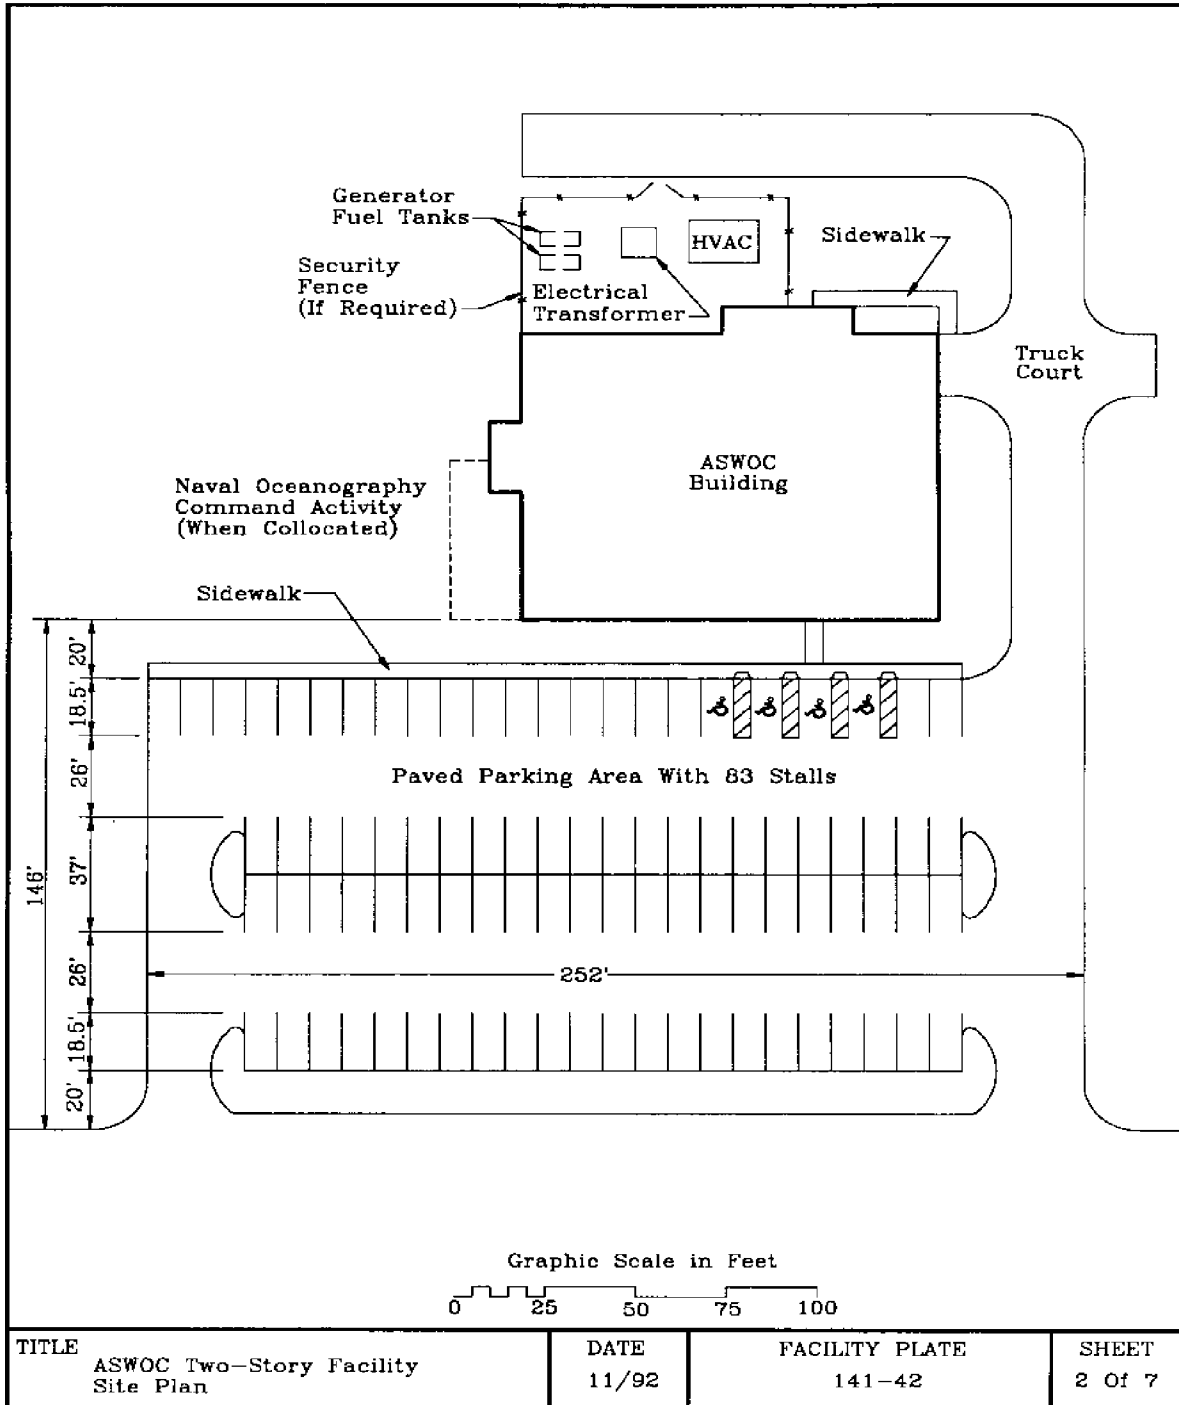 Generator
Fuel Tanks
Security
Fence
(If Required)
Electrical
Transformer
HVAC
Sidewalk
Truck
Court
ASWOC
Building
Naval Oceanography
Command Activity
(When Collocated)
Sidewalk
20'
18.5'
26'
37'
146'
26'
18.5'
20'
Paved Parking Area With 83 Stalls
252'
Graphic Scale in Feet
0 25 50 75 100
TITLE
ASWOC Two-Story Facility
Site Plan
DATE
11/92
FACILITY PLATE
141-42
SHEET
2 Of 7